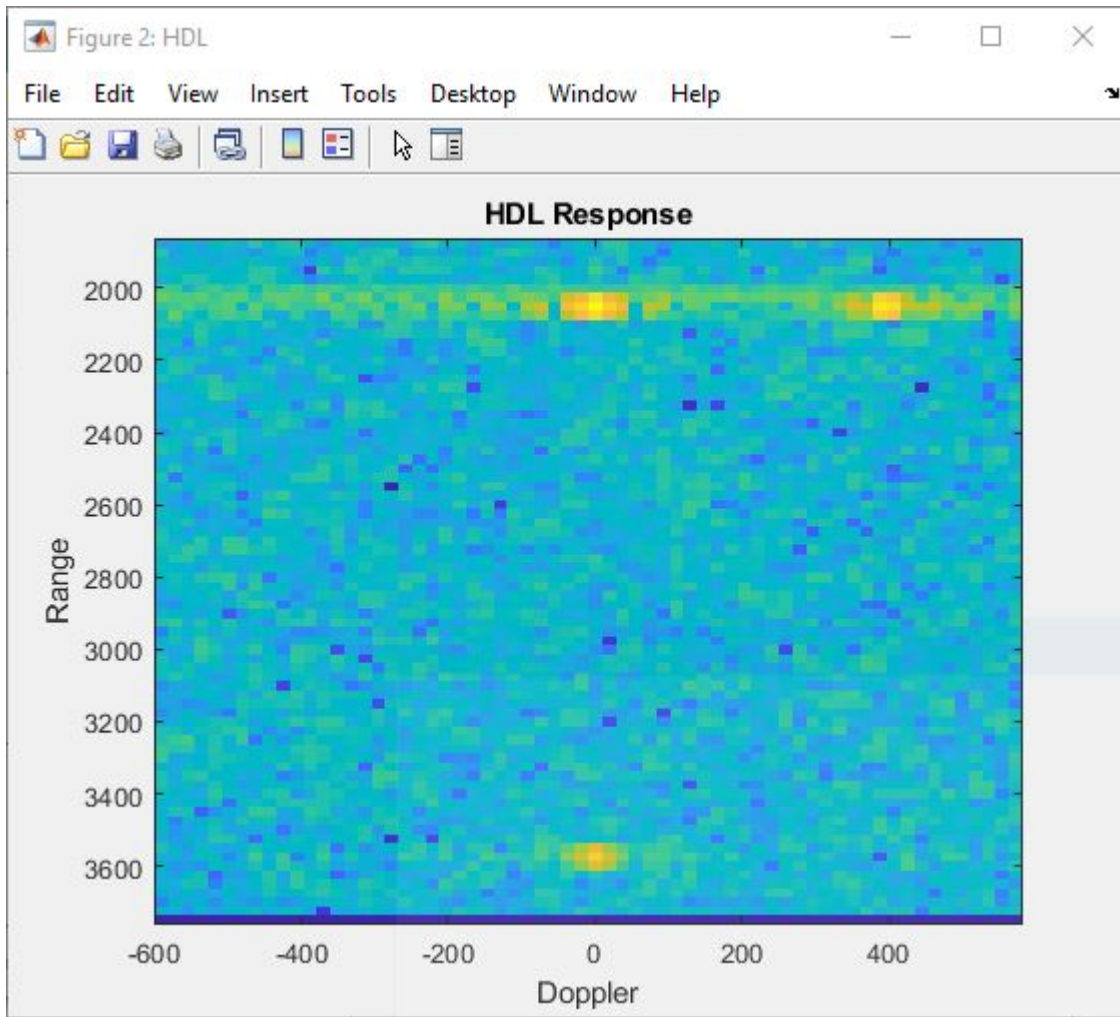 Figure 2: HDL
File Edit View Insert Tools Desktop Window Help
HDL Response
2000
2200
2400
2600
2800
3000
3200
3400
3600
Range
-600 -400 -200 0 200 400
Doppler